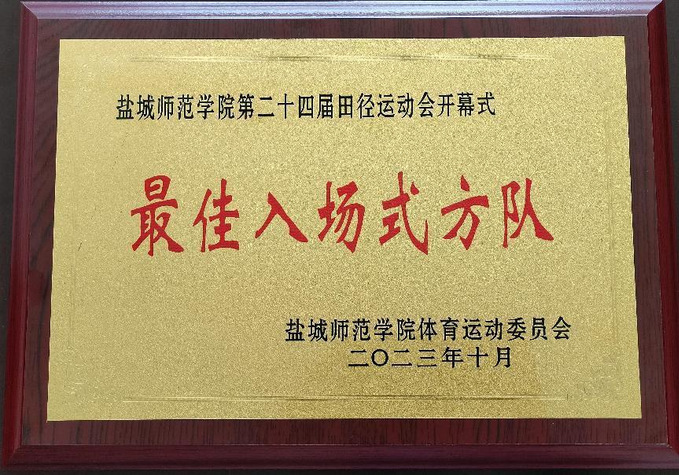 盐城师范学院第二十四届田径运动会开幕式
最佳入场式方队
盐城师范学院体育运动委员会
二〇二三年十月